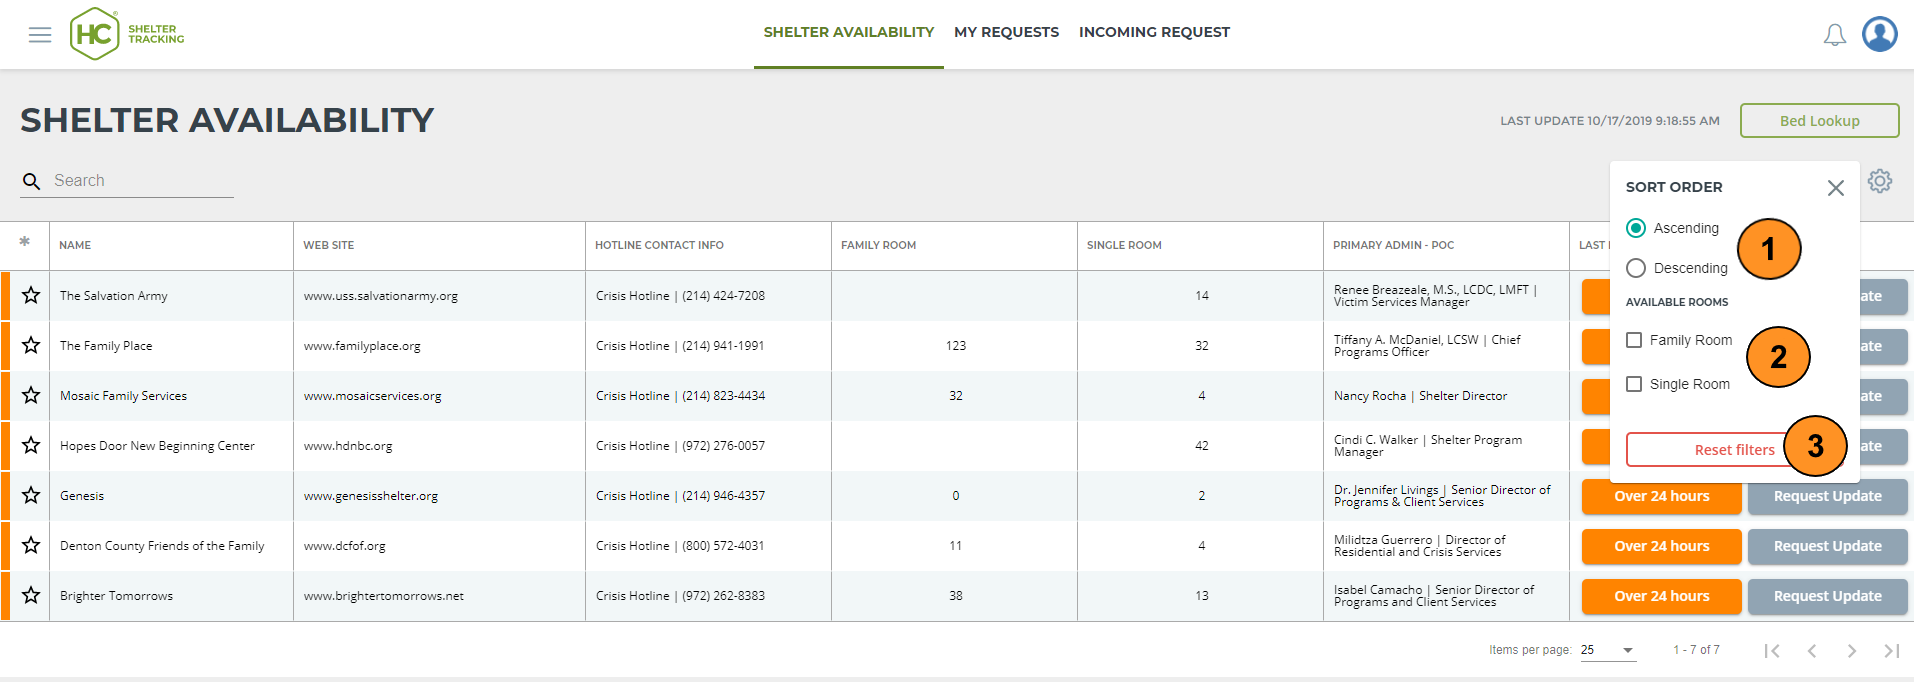 HC®
SHELTER
TRACKING
SHELTER AVAILABILITY MY REQUESTS INCOMING REQUEST
SHELTER AVAILABILITY
LAST UPDATE 10/17/2019 9:18:55 AM Bed Lookup
Search
SORT ORDER
Ascending
Descending
1
AVAILABLE ROOMS
Family Room
Single Room
2
Reset filters
3
* NAME WEB SITE HOTLINE CONTACT INFO FAMILY ROOM SINGLE ROOM PRIMARY ADMIN - POC LAST
The Salvation Army www.uss.salvationarmy.org Crisis Hotline | (214) 424-7208 14 Renee Breazeale, M.S., LCDC, LMFT |
Victim Services Manager
ate
The Family Place www.familyplace.org Crisis Hotline | (214) 941-1991 123 32 Tiffany A. McDaniel, LCSW | Chief
Programs Officer
ate
Mosaic Family Services www.mosaicservices.org Crisis Hotline | (214) 823-4434 32 4 Nancy Rocha | Shelter Director ate
Hopes Door New Beginning Center www.hdnbc.org Crisis Hotline | (972) 276-0057 42 Cindi C. Walker | Shelter Program
Manager
ate
Genesis www.genesisshelter.org Crisis Hotline | (214) 946-4357 0 2 Dr. Jennifer Livings | Senior Director of
Programs & Client Services
Over 24 hours Request Update
Denton County Friends of the Family www.dcfof.org Crisis Hotline | (800) 572-4031 11 4 Milidtza Guerrero | Director of
Residential and Crisis Services
Over 24 hours Request Update
Brighter Tomorrows www.brightertomorrows.net Crisis Hotline | (972) 262-8383 38 13 Isabel Camacho | Senior Director of
Programs and Client Services
Over 24 hours Request Update
Items per page: 25 1 - 7 of 7